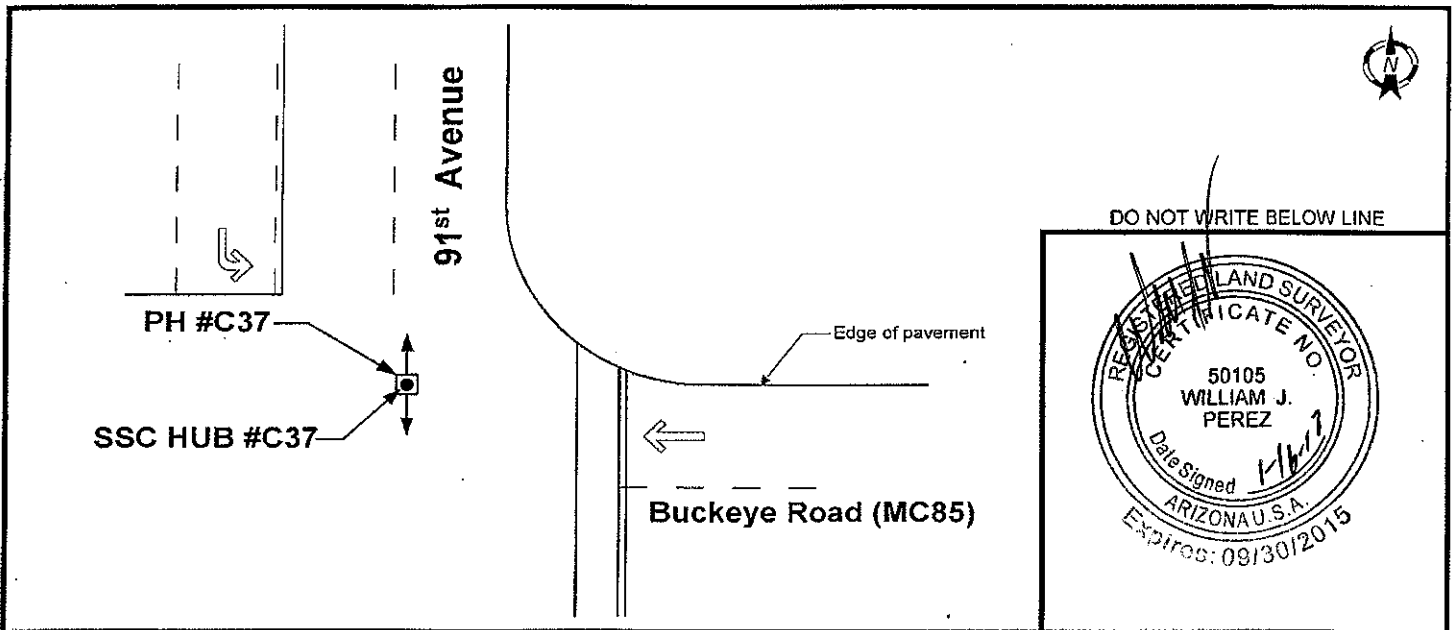 N
91st Avenue
DO NOT WRITE BELOW LINE
PH #C37
Edge of pavement
SSC HUB #C37
Buckeye Road (MC85)
REGISTERED LAND SURVEYOR
CERTIFICATE NO.
50105
WILLIAM J.
PEREZ
Date Signed
ARIZONA U.S.A.
Expires: 09/30/2015